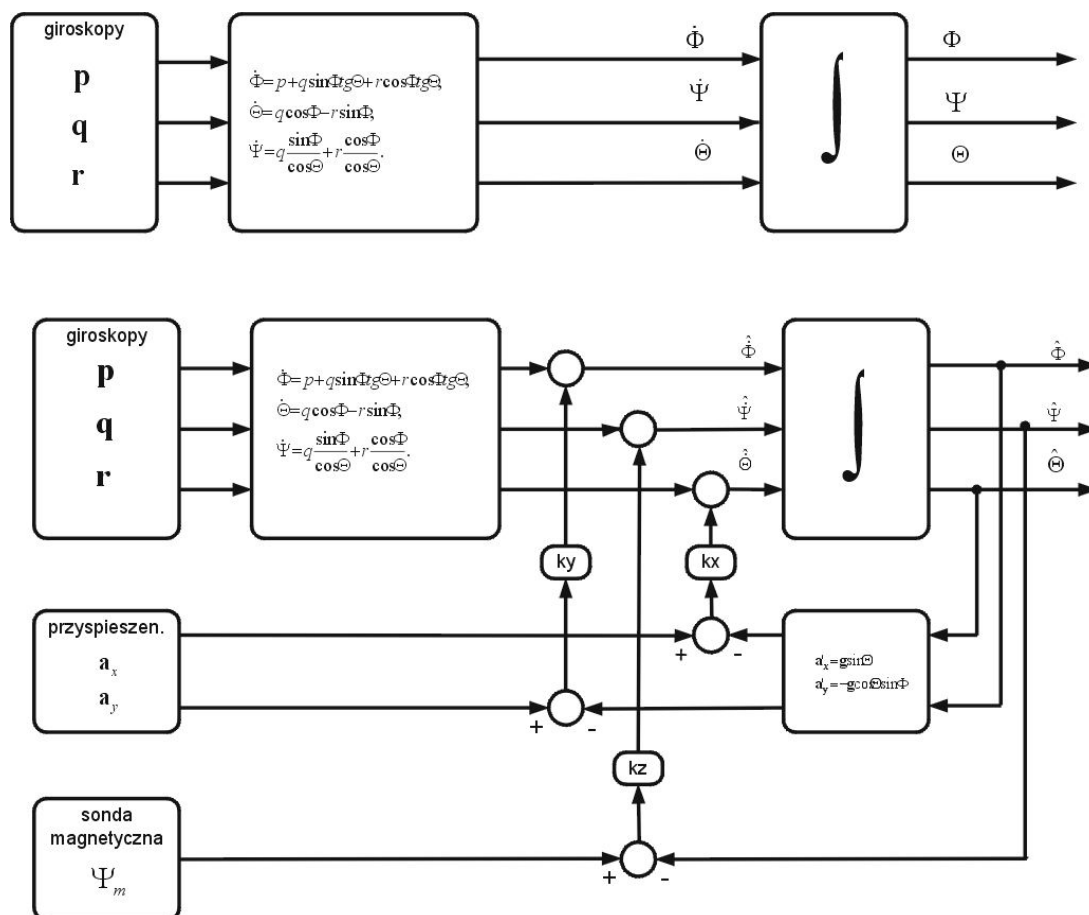 giroskopy
p
q
r
Φ̇=p+qsinΦtgΘ+rcosΦtgΘ;
Θ̇=qcosΦ−rsinΦ;
Ψ̇=q sinΦ/cosΘ + r cosΦ/cosΘ.
Φ̇
Ψ̇
Θ̇
∫
Φ
Ψ
Θ
giroskopy
p
q
r
Φ̇=p+qsinΦtgΘ+rcosΦtgΘ;
Θ̇=qcosΦ−rsinΦ;
Ψ̇=q sinΦ/cosΘ + r cosΦ/cosΘ.
Φ̇̂
Ψ̇̂
Θ̇̂
∫
Φ̂
Ψ̂
Θ̂
ky
kx
przyspieszen.
a_x
a_y
+ -
+ -
a'_x=gsinΘ
a'_y=−gcosΘsinΦ
kz
sonda
magnetyczna
Ψ_m
+ -